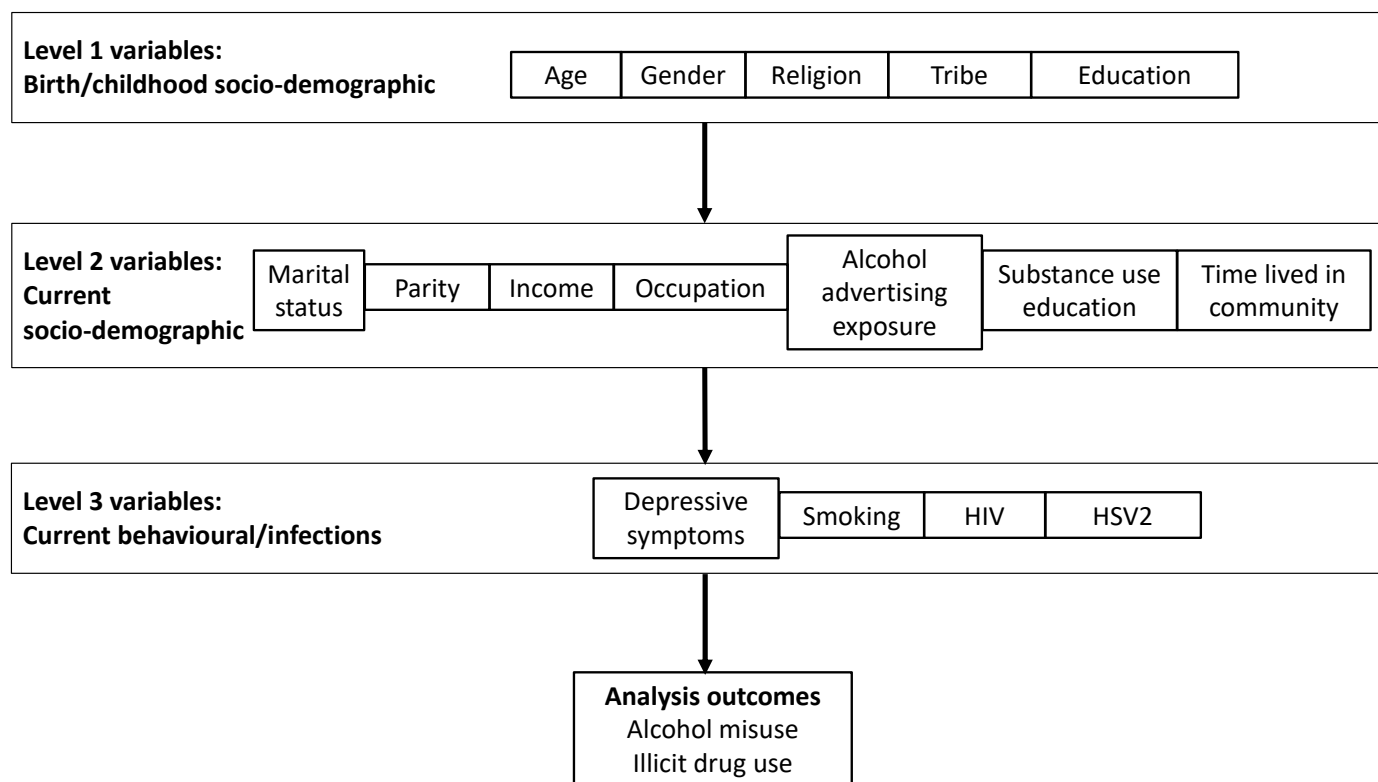 Level 1 variables:
Birth/childhood socio-demographic
Age
Gender
Religion
Tribe
Education
Level 2 variables:
Current
socio-demographic
Marital
status
Parity
Income
Occupation
Alcohol
advertising
exposure
Substance use
education
Time lived in
community
Level 3 variables:
Current behavioural/infections
Depressive
symptoms
Smoking
HIV
HSV2
Analysis outcomes
Alcohol misuse
Illicit drug use